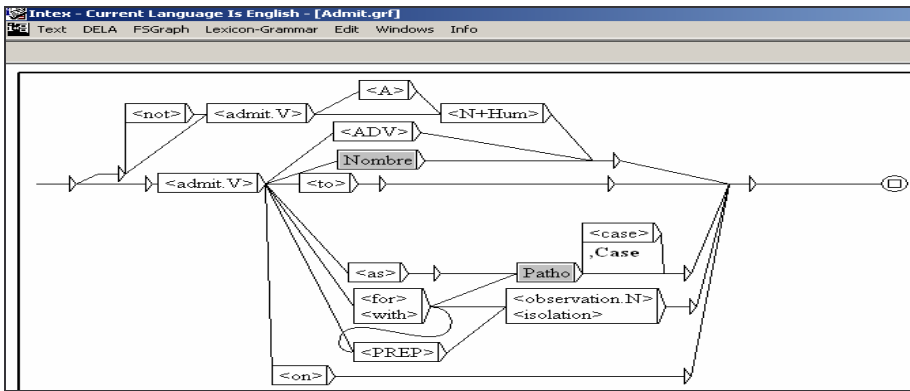 Intex - Current Language Is English - [Admit.grf]
Text DELA FSGraph Lexicon-Grammar Edit Windows Info
<A>
<not> <admit.V> <N+Hum>
<ADV>
Nombre
<admit.V> <to>
<case>
,Case
<as> Patho
<for> <observation.N>
<with> <isolation>
<PREP>
<on>